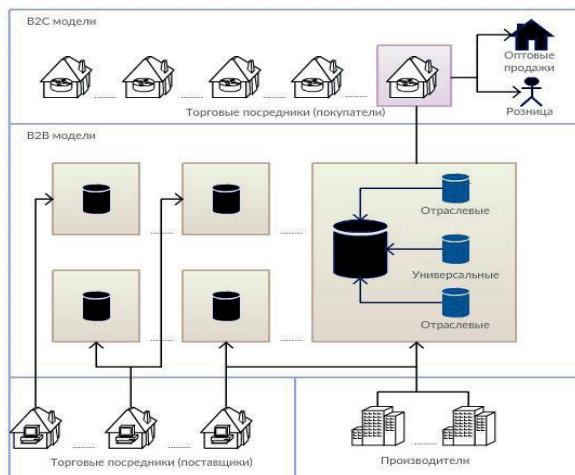 B2C модели
Оптовые
продажи
Торговые посредники (покупатели)
Розница
B2B модели
Отраслевые
Универсальные
Отраслевые
Торговые посредники (поставщики)
Производители